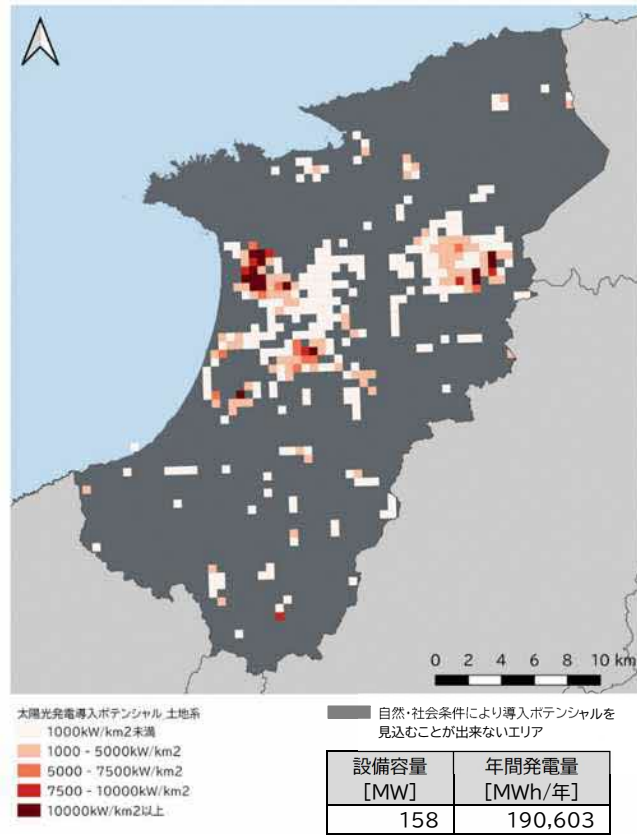 0 2 4 6 8 10 km
太陽光発電導入ポテンシャル_土地系
1000kW/km2未満
1000 - 5000kW/km2
5000 - 7500kW/km2
7500 - 10000kW/km2
10000kW/km2以上
自然・社会条件により導入ポテンシャルを
見込むことが出来ないエリア
設備容量 年間発電量
[MW] [MWh/年]
158 190,603